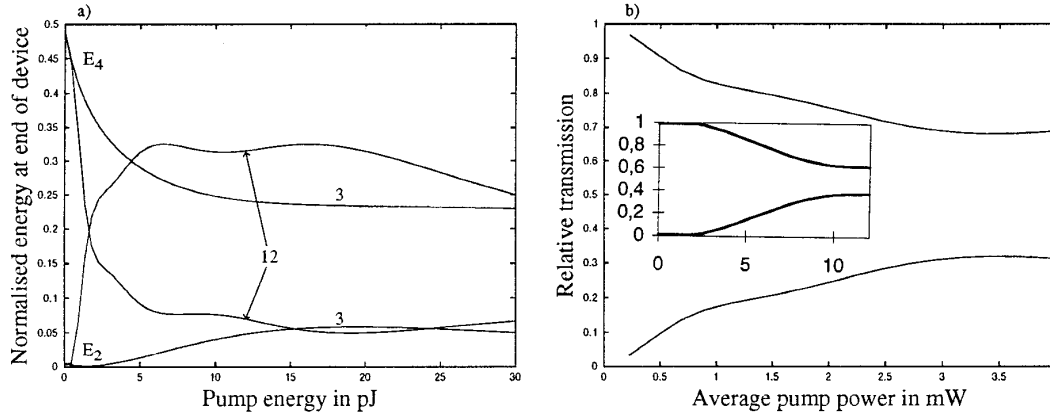 a)
Normalised energy at end of device
0.5
0.45
0.4
0.35
0.3
0.25
0.2
0.15
0.1
0.05
0
E4
E2
3
12
3
0 5 10 15 20 25 30
Pump energy in pJ
b)
Relative transmission
1
0.9
0.8
0.7
0.6
0.5
0.4
0.3
0.2
0.1
0
1
0,8
0,6
0,4
0,2
0
0 5 10
0 0.5 1 1.5 2 2.5 3 3.5 4
Average pump power in mW